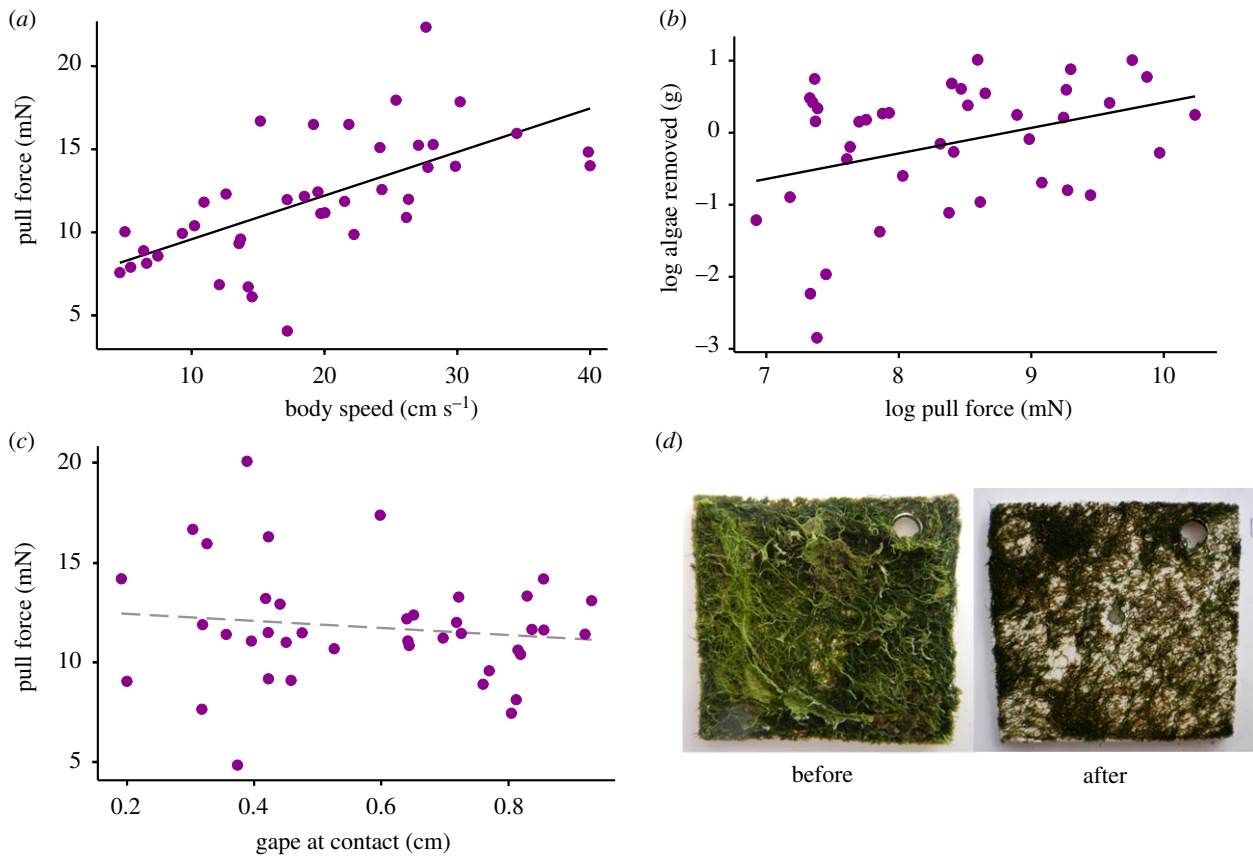 (a)
pull force (mN)
20
15
10
5
10
20
30
40
body speed (cm s⁻¹)
(b)
log algae removed (g)
1
0
−1
−2
−3
7
8
9
10
log pull force (mN)
(c)
pull force (mN)
20
15
10
5
0.2
0.4
0.6
0.8
gape at contact (cm)
(d)
before
after